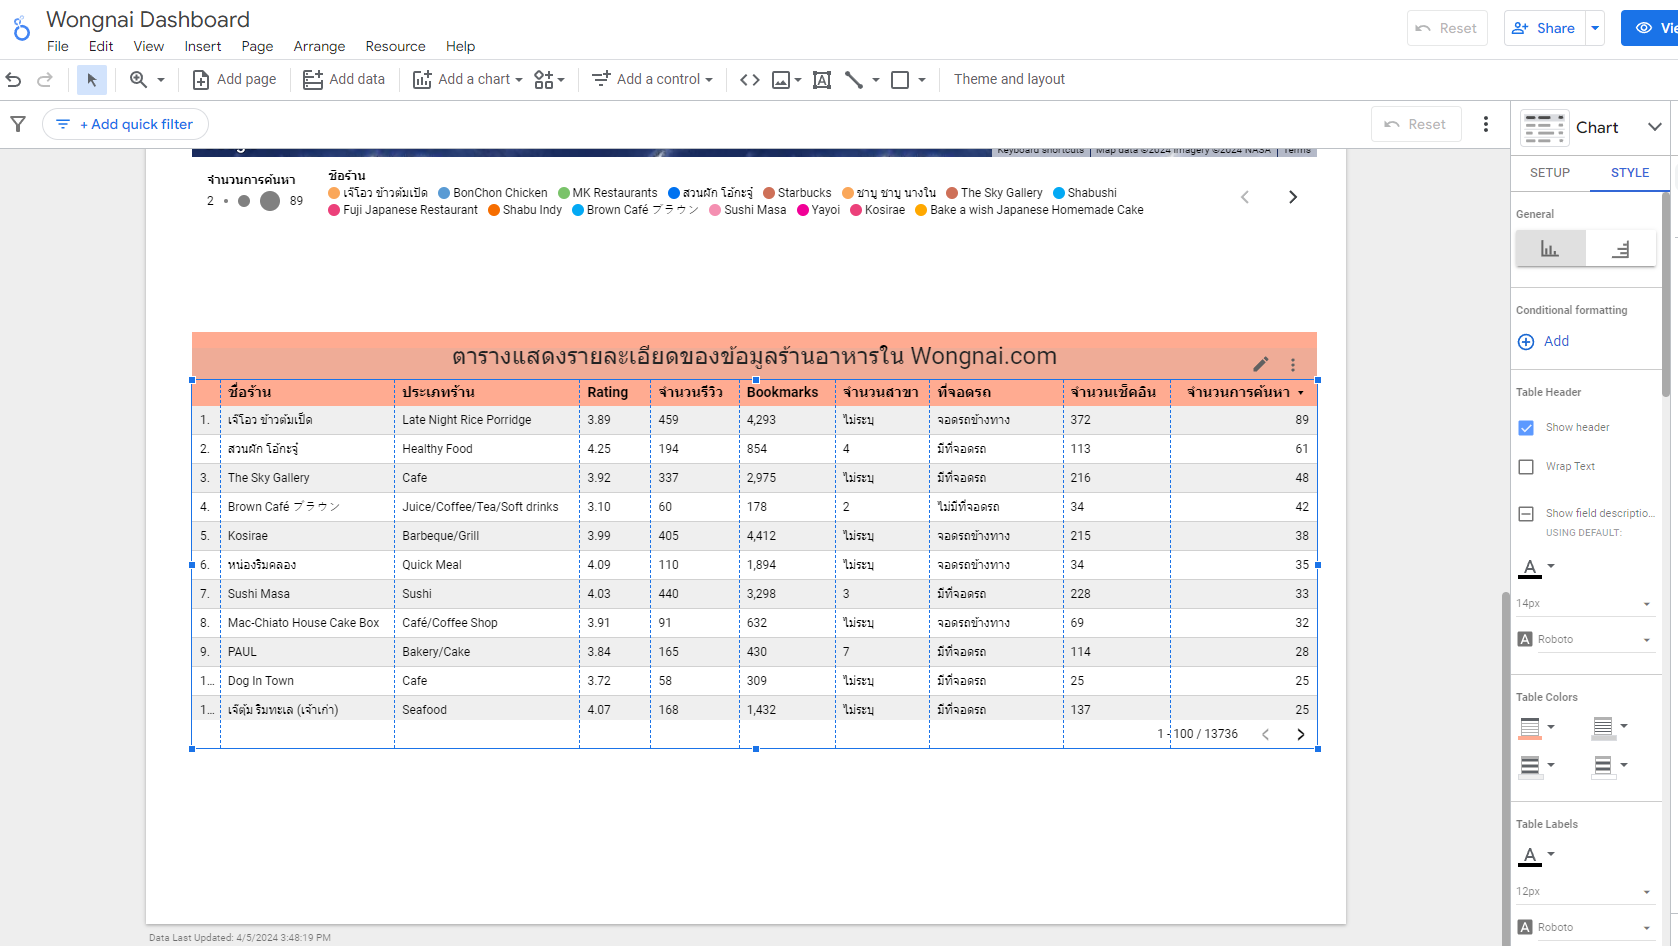 Wongnai Dashboard
File Edit View Insert Page Arrange Resource Help
Reset
Share
Add page Add data Add a chart Add a control Theme and layout
+ Add quick filter
Reset
Chart
Keyboard shortcuts Map data ©2024 Imagery ©2024 NASA Terms
จำนวนการค้นหา
2 89
ชื่อร้าน
เจ๊โอว ข้าวต้มเป็ด BonChon Chicken MK Restaurants สวนผัก โอ้กะจู๋ Starbucks ชาบู ชาบู นางใน The Sky Gallery Shabushi
Fuji Japanese Restaurant Shabu Indy Brown Café ブラウン Sushi Masa Yayoi Kosirae Bake a wish Japanese Homemade Cake
ตารางแสดงรายละเอียดของข้อมูลร้านอาหารใน Wongnai.com
ชื่อร้าน ประเภทร้าน Rating จำนวนรีวิว Bookmarks จำนวนสาขา ที่จอดรถ จำนวนเช็คอิน จำนวนการค้นหา
1. เจ๊โอว ข้าวต้มเป็ด Late Night Rice Porridge 3.89 459 4,293 ไม่ระบุ จอดรถข้างทาง 372 89
2. สวนผัก โอ้กะจู๋ Healthy Food 4.25 194 854 4 มีที่จอดรถ 113 61
3. The Sky Gallery Cafe 3.92 337 2,975 ไม่ระบุ มีที่จอดรถ 216 48
4. Brown Café ブラウン Juice/Coffee/Tea/Soft drinks 3.10 60 178 2 ไม่มีที่จอดรถ 34 42
5. Kosirae Barbeque/Grill 3.99 405 4,412 ไม่ระบุ จอดรถข้างทาง 215 38
6. หน่องริมคลอง Quick Meal 4.09 110 1,894 ไม่ระบุ จอดรถข้างทาง 34 35
7. Sushi Masa Sushi 4.03 440 3,298 3 มีที่จอดรถ 228 33
8. Mac-Chiato House Cake Box Café/Coffee Shop 3.91 91 632 ไม่ระบุ จอดรถข้างทาง 69 32
9. PAUL Bakery/Cake 3.84 165 430 7 มีที่จอดรถ 114 28
1... Dog In Town Cafe 3.72 58 309 ไม่ระบุ มีที่จอดรถ 25 25
1... เจ๊ตุ้ม ริมทะเล (เจ้าเก่า) Seafood 4.07 168 1,432 ไม่ระบุ มีที่จอดรถ 137 25
1 - 100 / 13736
Data Last Updated: 4/5/2024 3:48:19 PM
SETUP STYLE
General
Conditional formatting
Add
Table Header
Show header
Wrap Text
Show field descriptio...
USING DEFAULT:
A
14px
A Roboto
Table Colors
Table Labels
A
12px
A Roboto